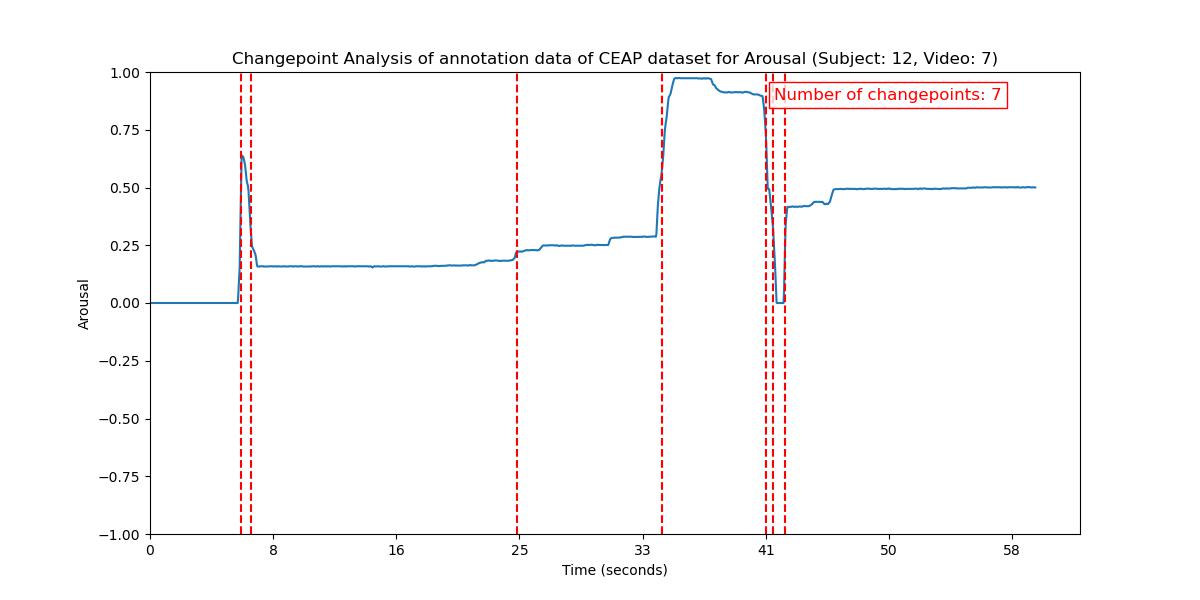 Changepoint Analysis of annotation data of CEAP dataset for Arousal (Subject: 12, Video: 7)
Number of changepoints: 7
1.00
0.75
0.50
0.25
0.00
−0.25
−0.50
−0.75
−1.00
Arousal
0 8 16 25 33 41 50 58
Time (seconds)